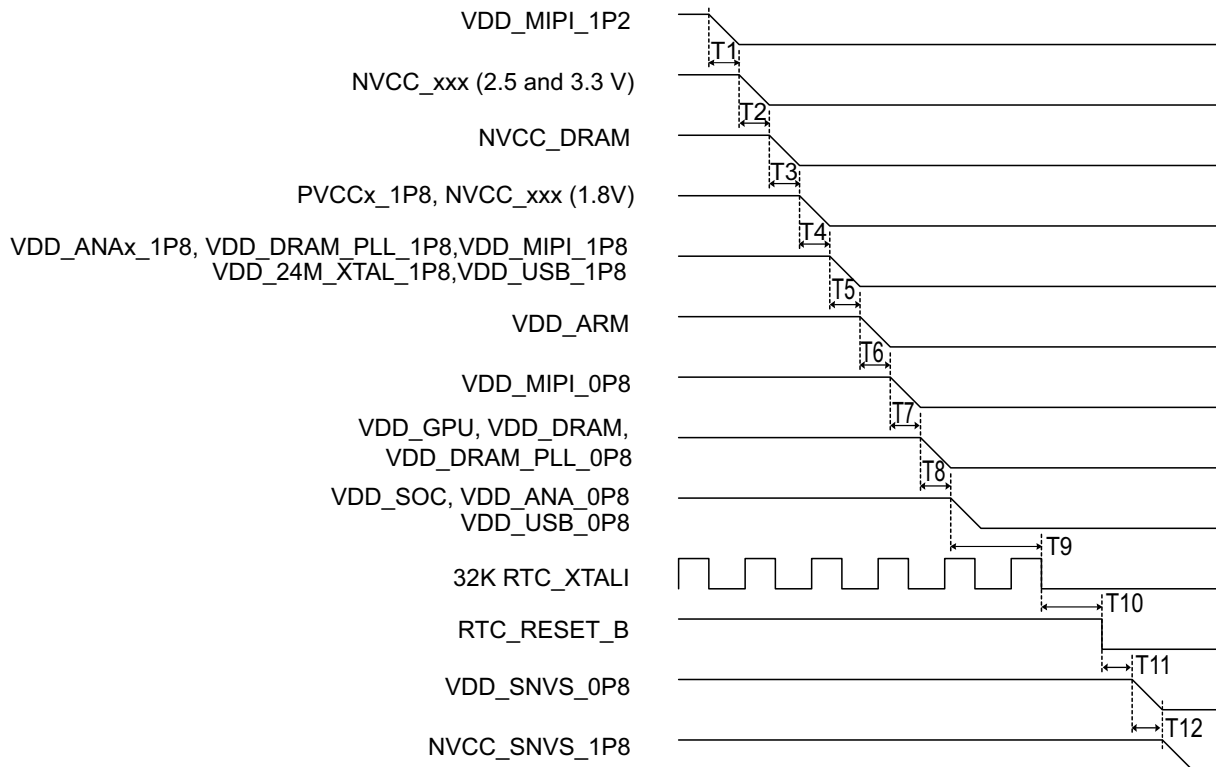 VDD_MIPI_1P2
T1
NVCC_xxx (2.5 and 3.3 V)
T2
NVCC_DRAM
T3
PVCCx_1P8, NVCC_xxx (1.8V)
T4
VDD_ANAx_1P8, VDD_DRAM_PLL_1P8,VDD_MIPI_1P8
VDD_24M_XTAL_1P8,VDD_USB_1P8
T5
VDD_ARM
T6
VDD_MIPI_0P8
T7
VDD_GPU, VDD_DRAM,
VDD_DRAM_PLL_0P8
T8
VDD_SOC, VDD_ANA_0P8
VDD_USB_0P8
T9
32K RTC_XTALI
T10
RTC_RESET_B
T11
VDD_SNVS_0P8
T12
NVCC_SNVS_1P8